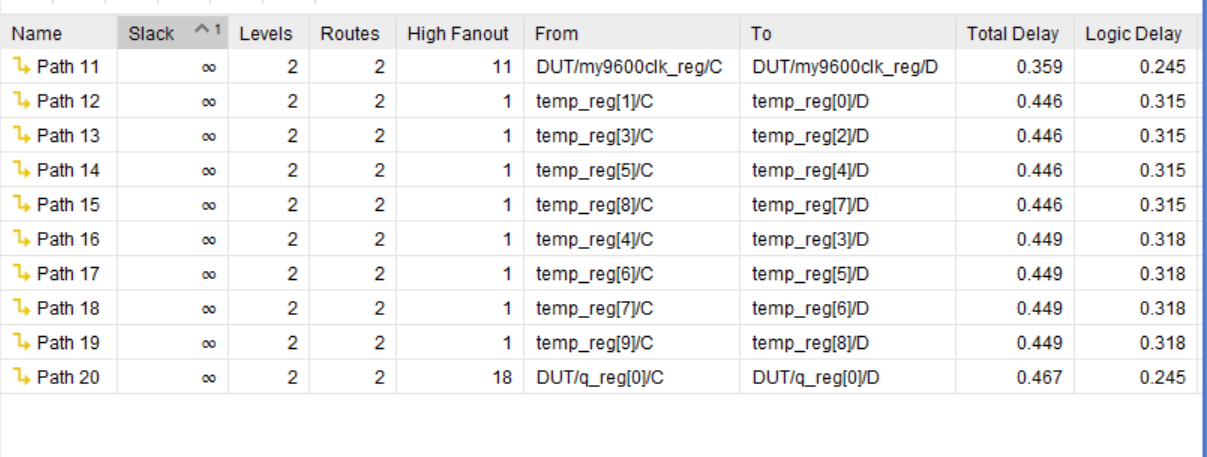 Name Slack ^ 1 Levels Routes High Fanout From To Total Delay Logic Delay
Path 11 ∞ 2 2 11 DUT/my9600clk_reg/C DUT/my9600clk_reg/D 0.359 0.245
Path 12 ∞ 2 2 1 temp_reg[1]/C temp_reg[0]/D 0.446 0.315
Path 13 ∞ 2 2 1 temp_reg[3]/C temp_reg[2]/D 0.446 0.315
Path 14 ∞ 2 2 1 temp_reg[5]/C temp_reg[4]/D 0.446 0.315
Path 15 ∞ 2 2 1 temp_reg[8]/C temp_reg[7]/D 0.446 0.315
Path 16 ∞ 2 2 1 temp_reg[4]/C temp_reg[3]/D 0.449 0.318
Path 17 ∞ 2 2 1 temp_reg[6]/C temp_reg[5]/D 0.449 0.318
Path 18 ∞ 2 2 1 temp_reg[7]/C temp_reg[6]/D 0.449 0.318
Path 19 ∞ 2 2 1 temp_reg[9]/C temp_reg[8]/D 0.449 0.318
Path 20 ∞ 2 2 18 DUT/q_reg[0]/C DUT/q_reg[0]/D 0.467 0.245